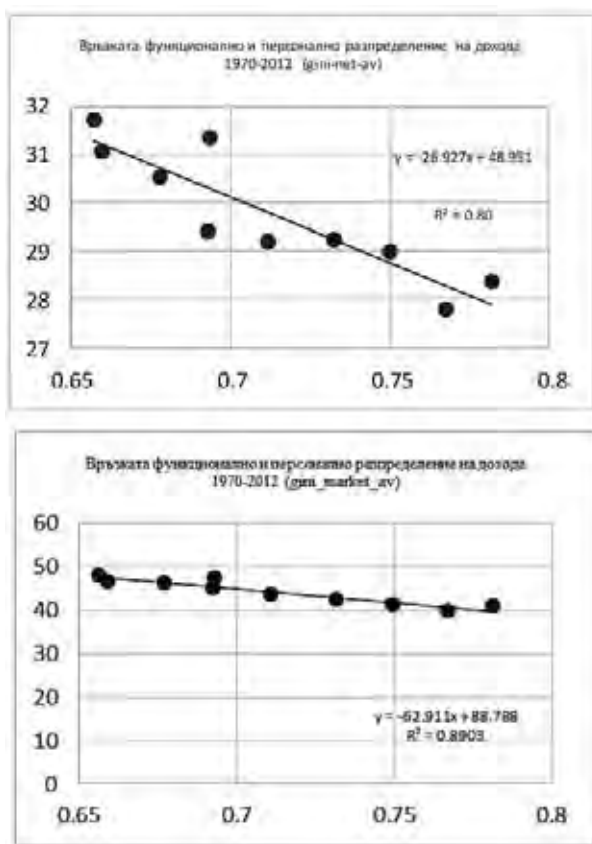 Връзката функционално и персонално разпределение на дохода
1970-2012 (gini-net-av)
32
31
30
29
28
27
y = -26.927x + 48.951
R² = 0.80
0.65 0.7 0.75 0.8
Връзката функционално и персонално разпределение на дохода
1970-2012 (gini_market_av)
60
50
40
30
20
10
0
y = -62.911x + 88.788
R² = 0.8903
0.65 0.7 0.75 0.8